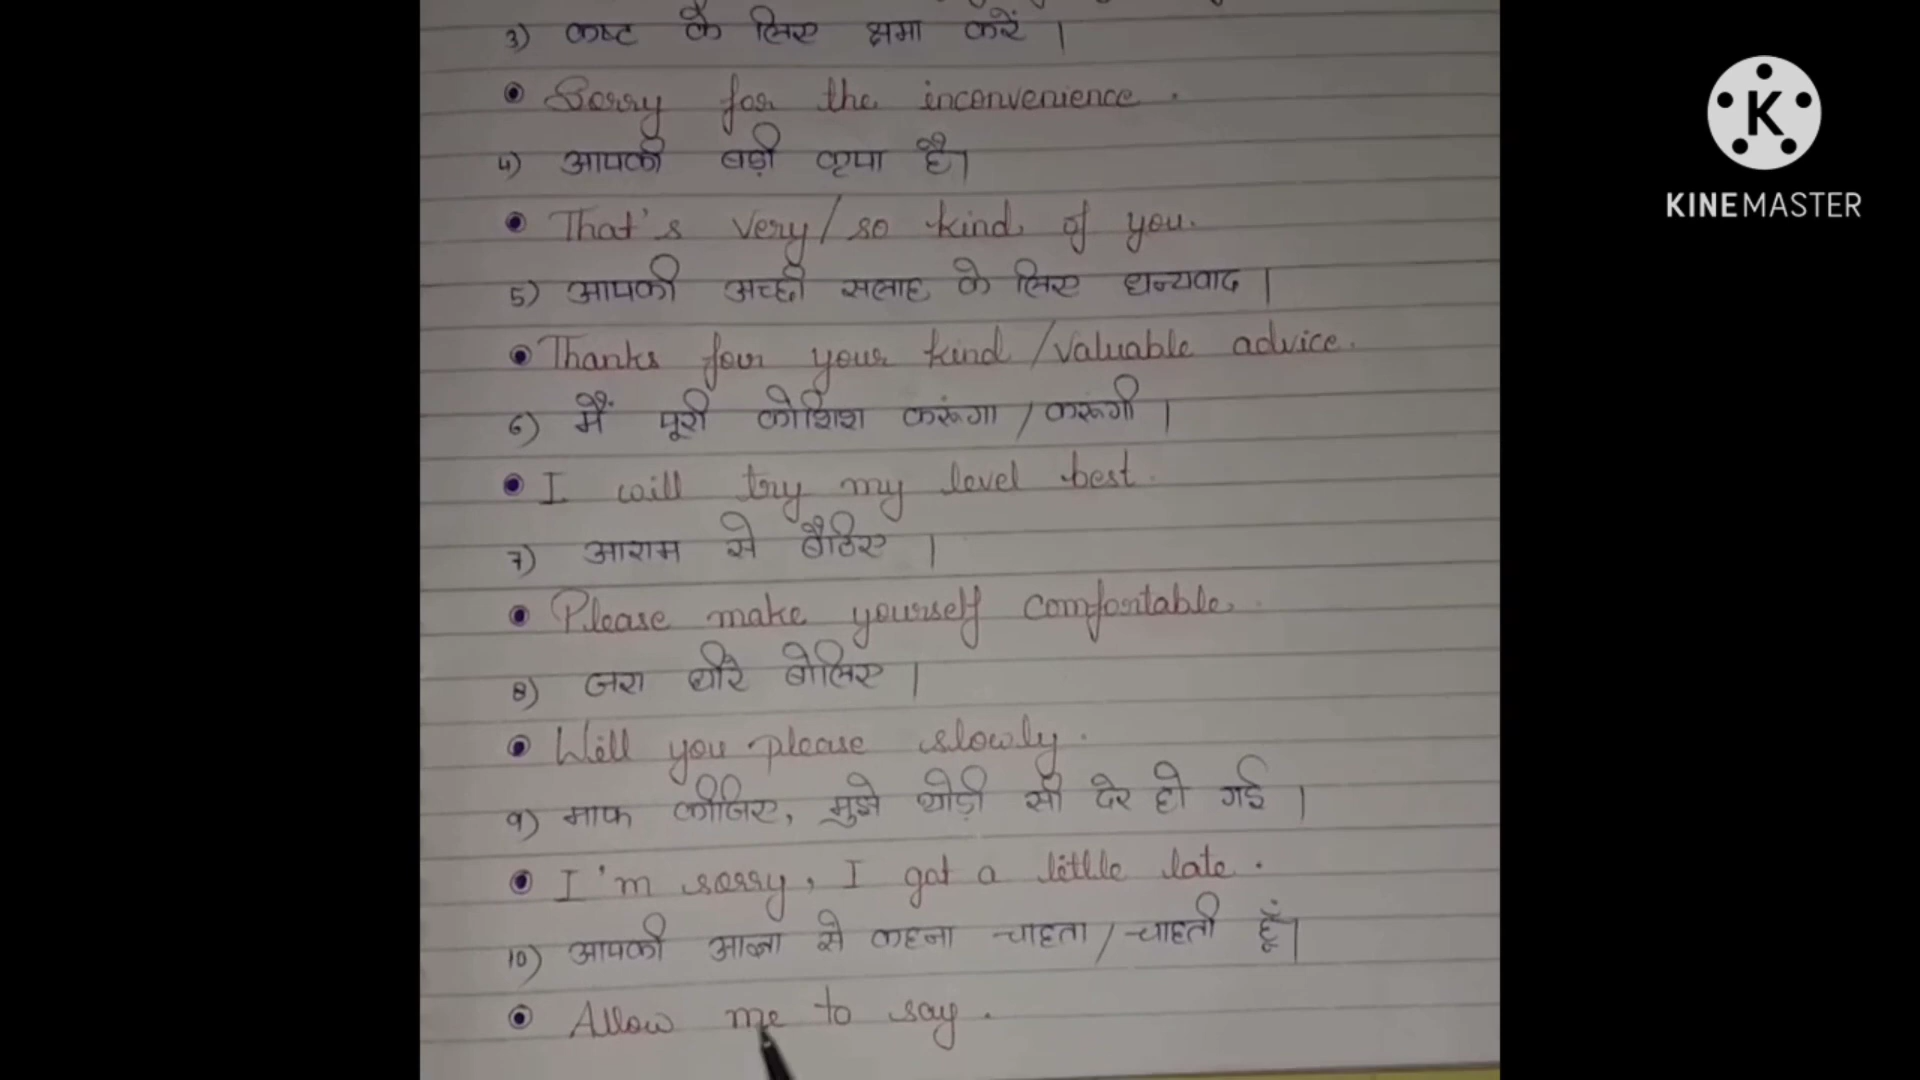 3) कष्ट के लिए क्षमा करें ।
Sorry for the inconvenience.
4) आपकी बड़ी कृपा है।
That's very/so kind of you.
5) आपकी अच्छी सलाह के लिए धन्यवाद ।
Thanks for your kind/valuable advice.
6) मैं पूरी कोशिश करूंगा / करूंगी ।
I will try my level best.
7) आराम से बैठिए ।
Please make yourself comfortable.
8) जरा धीरे बोलिए ।
Will you please slowly.
9) माफ कीजिए, मुझे थोड़ी सी देर हो गई ।
I'm sorry, I got a little late.
10) आपकी आज्ञा से कहना चाहता / चाहती हूँ।
Allow me to say.
K
KINEMASTER